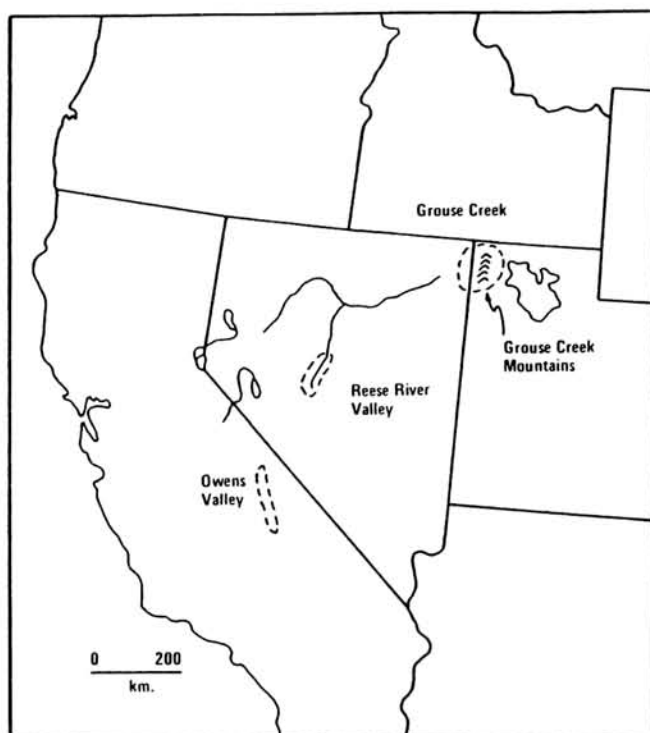 Grouse Creek
Grouse Creek
Mountains
Reese River
Valley
Owens
Valley
0 200
km.